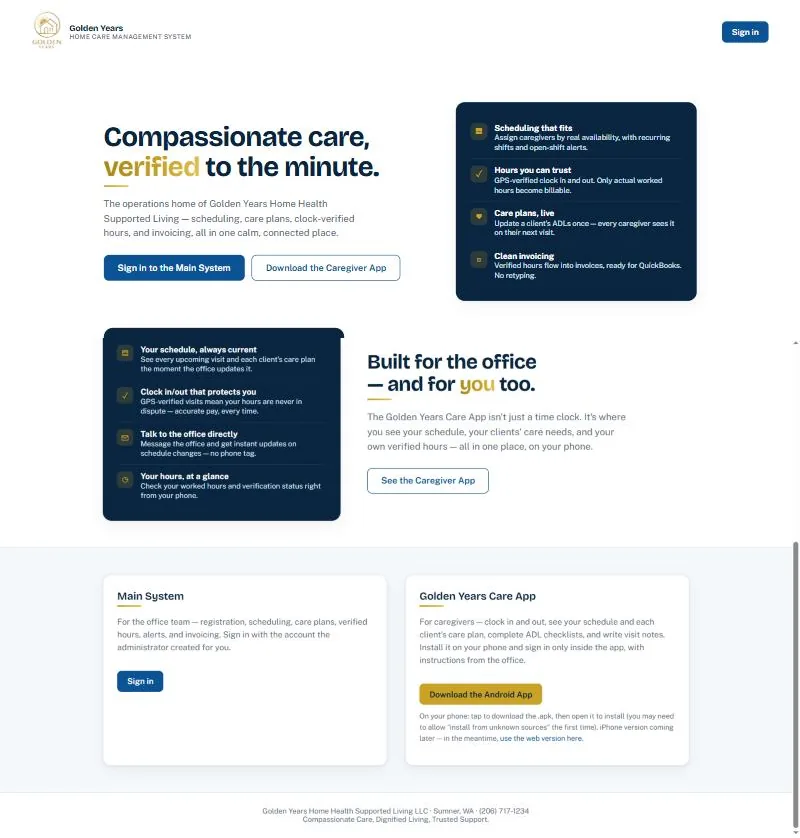 GOLDEN
YEARS
Golden Years
HOME CARE MANAGEMENT SYSTEM
Sign in
Compassionate care,
verified to the minute.
The operations home of Golden Years Home Health
Supported Living — scheduling, care plans, clock-verified
hours, and invoicing, all in one calm, connected place.
Sign in to the Main System
Download the Caregiver App
Scheduling that fits
Assign caregivers by real availability, with recurring
shifts and open-shift alerts.
Hours you can trust
GPS-verified clock in and out. Only actual worked
hours become billable.
Care plans, live
Update a client's ADLs once — every caregiver sees it
on their next visit.
Clean invoicing
Verified hours flow into invoices, ready for QuickBooks.
No retyping.
Your schedule, always current
See every upcoming visit and each client's care plan
the moment the office updates it.
Clock in/out that protects you
GPS-verified visits mean your hours are never in
dispute — accurate pay, every time.
Talk to the office directly
Message the office and get instant updates on
schedule changes — no phone tag.
Your hours, at a glance
Check your worked hours and verification status right
from your phone.
Built for the office
— and for you too.
The Golden Years Care App isn't just a time clock. It's where
you see your schedule, your clients' care needs, and your
own verified hours — all in one place, on your phone.
See the Caregiver App
Main System
For the office team — registration, scheduling, care plans, verified
hours, alerts, and invoicing. Sign in with the account the
administrator created for you.
Sign in
Golden Years Care App
For caregivers — clock in and out, see your schedule and each
client's care plan, complete ADL checklists, and write visit notes.
Install it on your phone and sign in only inside the app, with
instructions from the office.
Download the Android App
On your phone: tap to download the .apk, then open it to install (you may need
to allow "install from unknown sources" the first time). iPhone version coming
later — in the meantime, use the web version here.
Golden Years Home Health Supported Living LLC · Sumner, WA · (206) 717-1234
Compassionate Care, Dignified Living, Trusted Support.